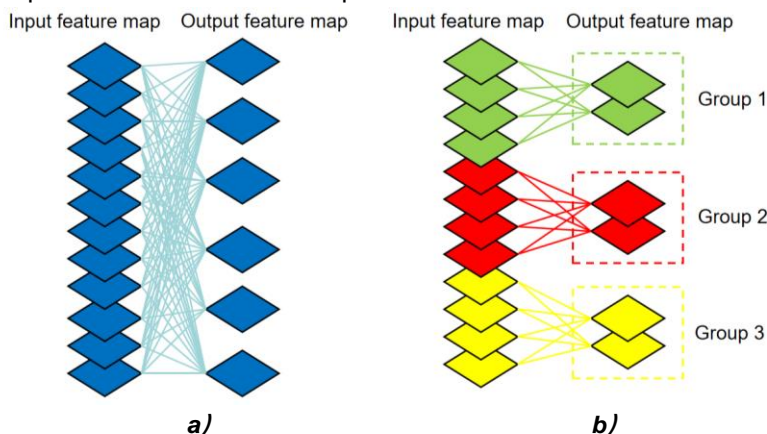 Input feature map Output feature map Input feature map Output feature map
Group 1
Group 2
Group 3
a) b)